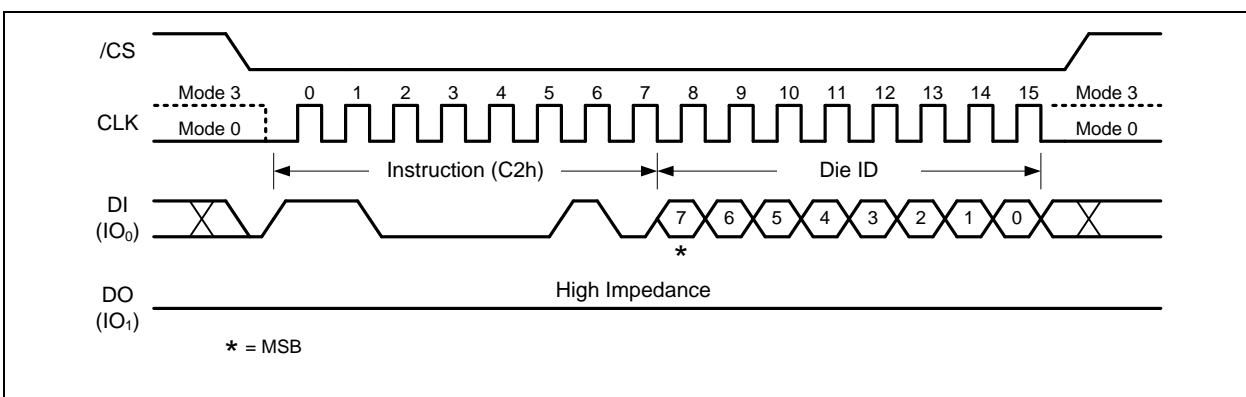 /CS
Mode 3 0 1 2 3 4 5 6 7 8 9 10 11 12 13 14 15 Mode 3
CLK
Mode 0 Mode 0
Instruction (C2h) Die ID
DI
(IO₀)
7 6 5 4 3 2 1 0
*
DO
(IO₁)
High Impedance
* = MSB